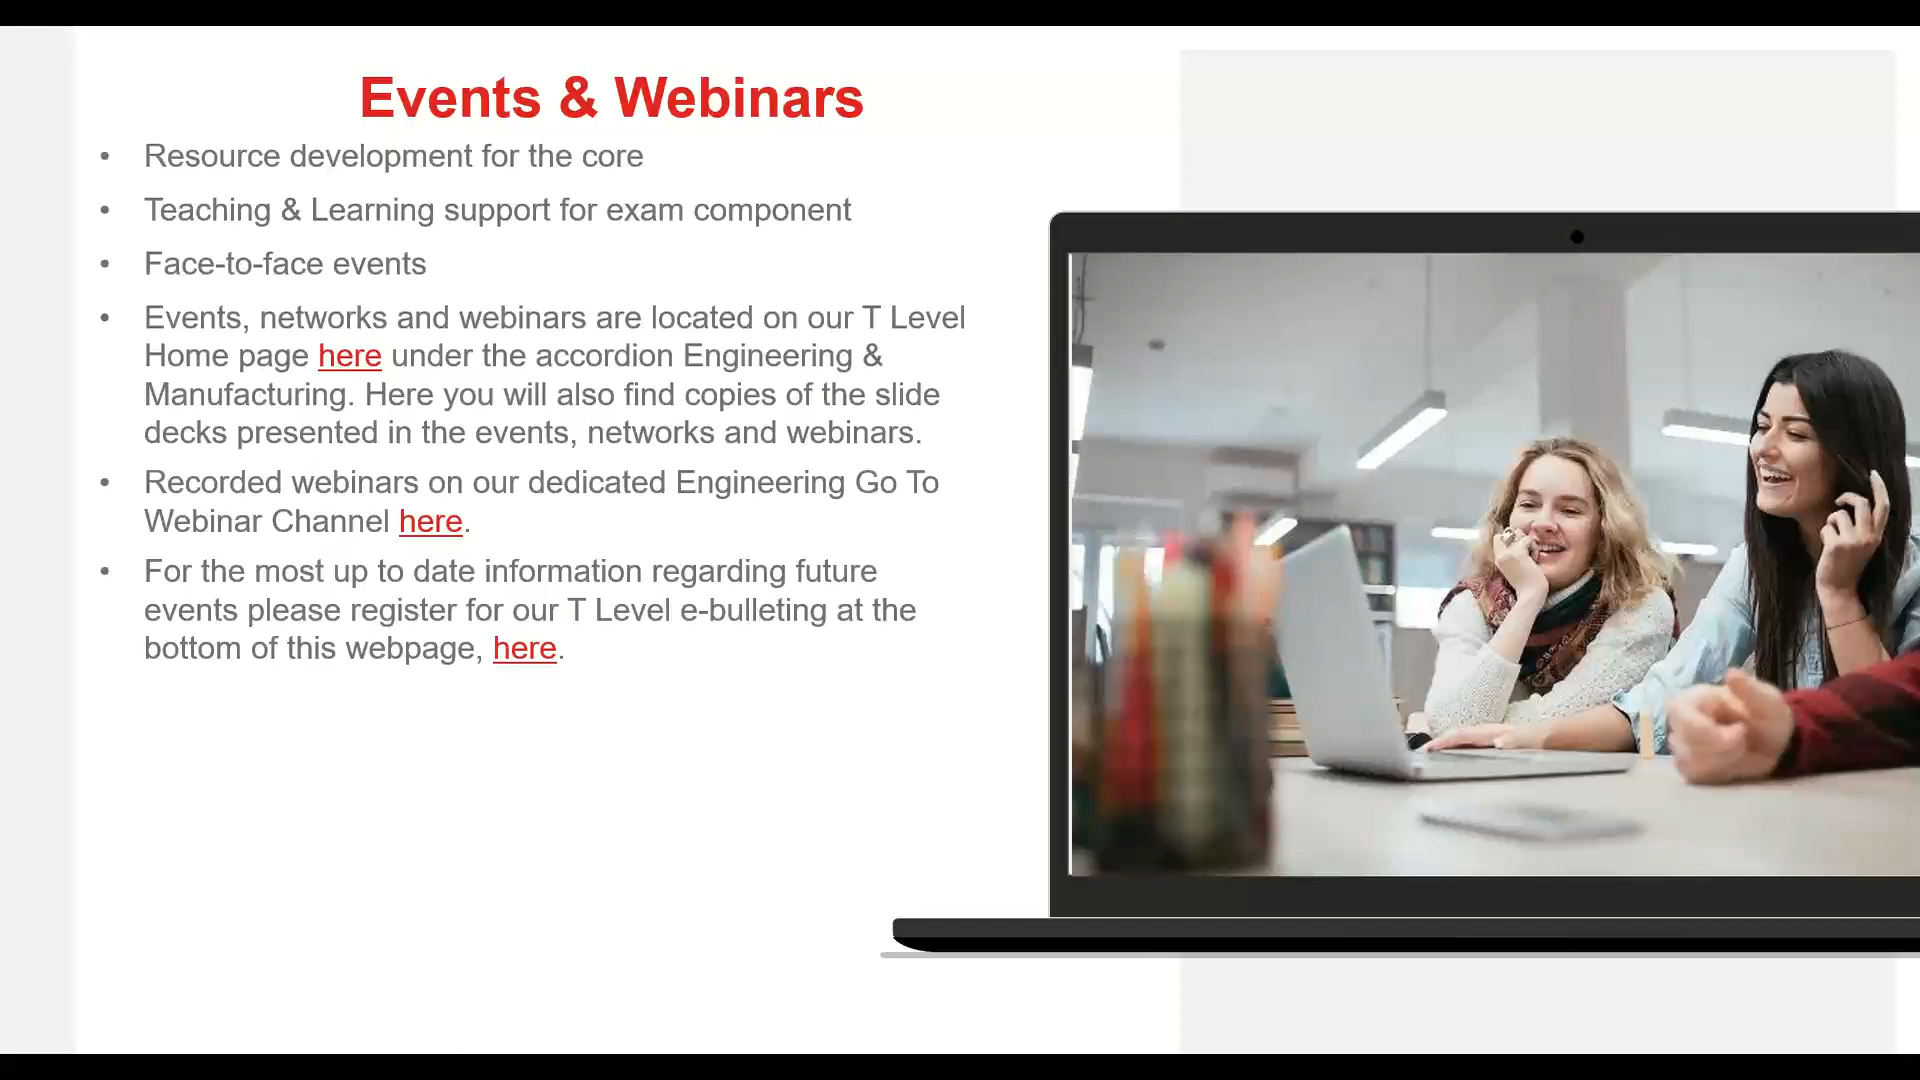 Events & Webinars
• Resource development for the core
• Teaching & Learning support for exam component
• Face-to-face events
• Events, networks and webinars are located on our T Level
Home page here under the accordion Engineering &
Manufacturing. Here you will also find copies of the slide
decks presented in the events, networks and webinars.
• Recorded webinars on our dedicated Engineering Go To
Webinar Channel here.
• For the most up to date information regarding future
events please register for our T Level e-bulleting at the
bottom of this webpage, here.